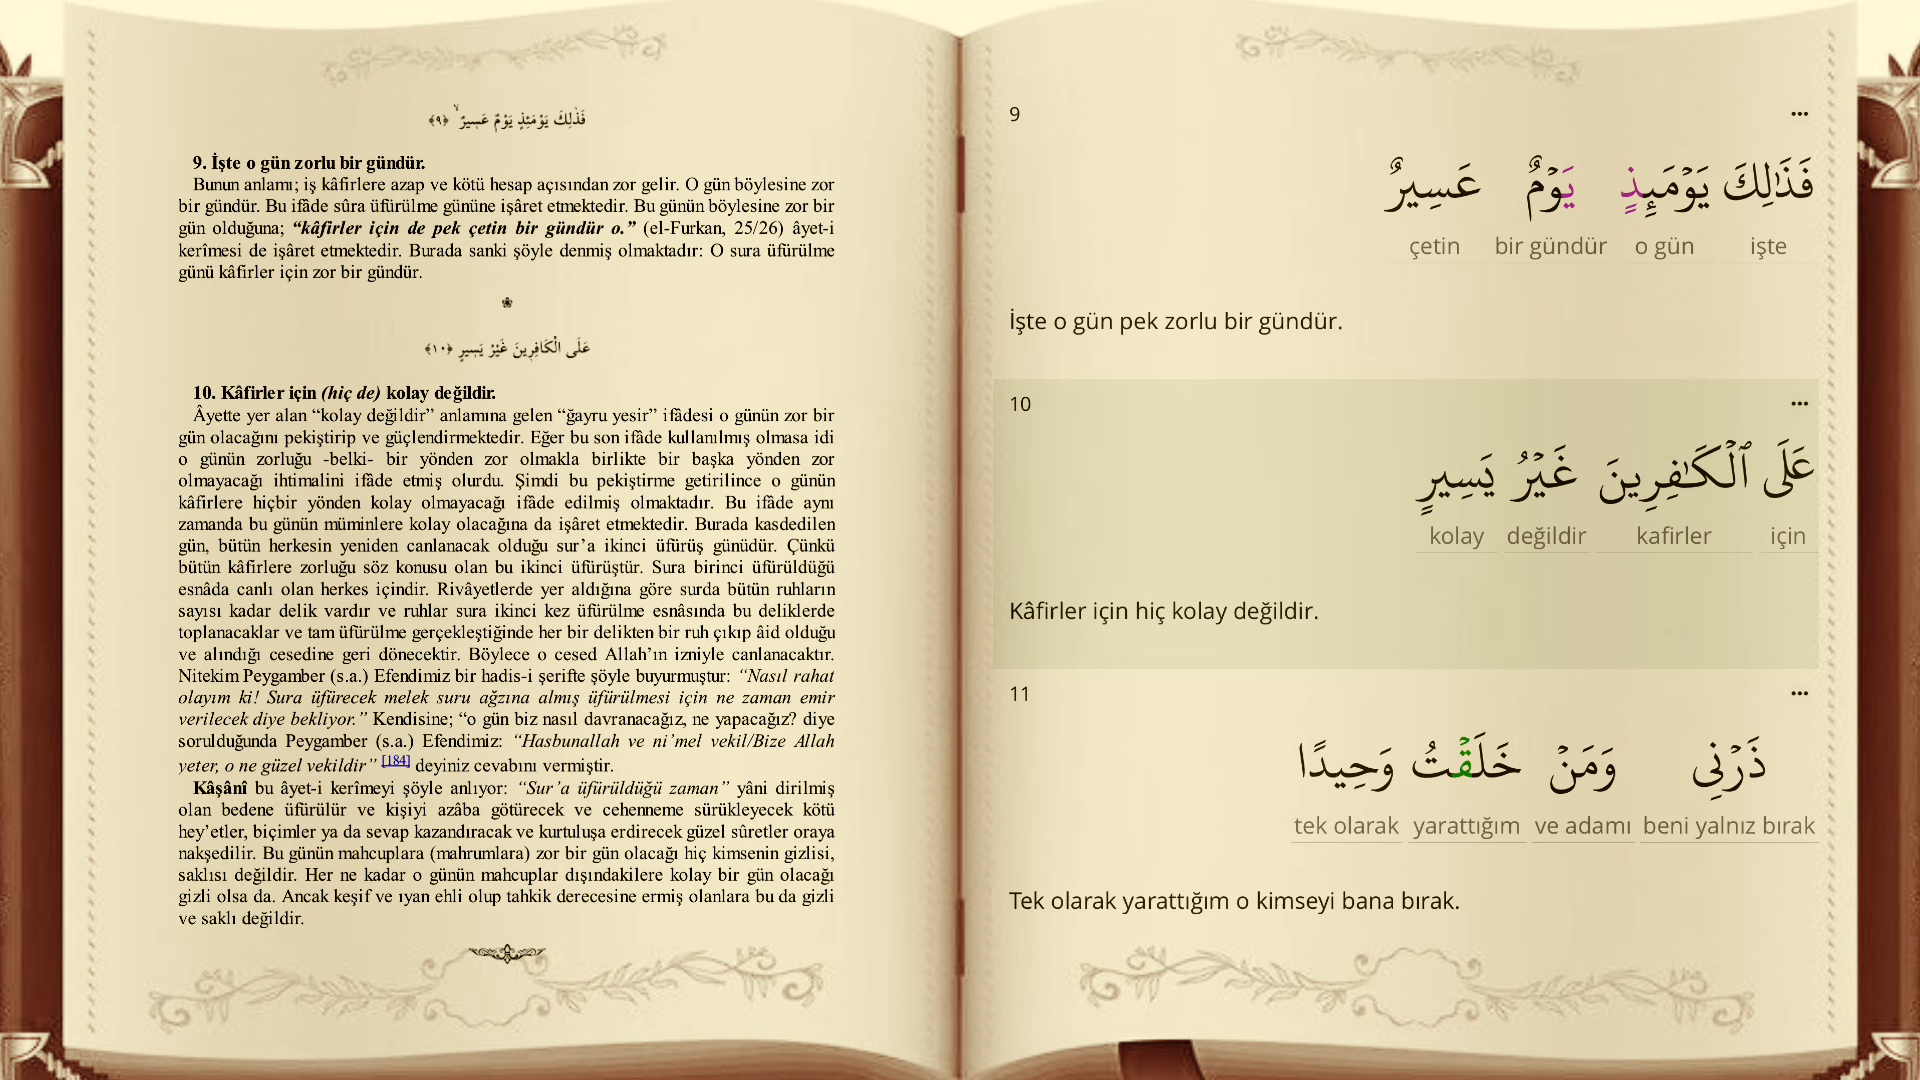 فَذٰلِكَ يَوْمَئِذٍ يَوْمٌ عَسِيرٌ ۙ ﴿٩﴾
9. İşte o gün zorlu bir gündür.
Bunun anlamı; iş kâfirlere azap ve kötü hesap açısından zor gelir. O gün böylesine zor
bir gündür. Bu ifâde sûra üfürülme gününe işâret etmektedir. Bu günün böylesine zor bir
gün olduğuna; “kâfirler için de pek çetin bir gündür o.” (el-Furkan, 25/26) âyet-i
kerîmesi de işâret etmektedir. Burada sanki şöyle denmiş olmaktadır: O sura üfürülme
günü kâfirler için zor bir gündür.
عَلَى الْكَافِرِينَ غَيْرُ يَسِيرٍ ﴿١٠﴾
10. Kâfirler için (hiç de) kolay değildir.
Âyette yer alan “kolay değildir” anlamına gelen “ğayru yesir” ifâdesi o günün zor bir
gün olacağını pekiştirip ve güçlendirmektedir. Eğer bu son ifâde kullanılmış olmasa idi
o günün zorluğu -belki- bir yönden zor olmakla birlikte bir başka yönden zor
olmayacağı ihtimalini ifâde etmiş olurdu. Şimdi bu pekiştirme getirilince o günün
kâfirlere hiçbir yönden kolay olmayacağı ifâde edilmiş olmaktadır. Bu ifâde aynı
zamanda bu günün müminlere kolay olacağına da işâret etmektedir. Burada kasdedilen
gün, bütün herkesin yeniden canlanacak olduğu sur’a ikinci üfürüş günüdür. Çünkü
bütün kâfirlere zorluğu söz konusu olan bu ikinci üfürüştür. Sura birinci üfürüldüğü
esnâda canlı olan herkes içindir. Rivâyetlerde yer aldığına göre surda bütün ruhların
sayısı kadar delik vardır ve ruhlar sura ikinci kez üfürülme esnâsında bu deliklerde
toplanacaklar ve tam üfürülme gerçekleştiğinde her bir delikten bir ruh çıkıp âid olduğu
ve alındığı cesedine geri dönecektir. Böylece o cesed Allah’ın izniyle canlanacaktır.
Nitekim Peygamber (s.a.) Efendimiz bir hadis-i şerifte şöyle buyurmuştur: “Nasıl rahat
olayım ki! Sura üfürecek melek suru ağzına almış üfürülmesi için ne zaman emir
verilecek diye bekliyor.” Kendisine; “o gün biz nasıl davranacağız, ne yapacağız? diye
sorulduğunda Peygamber (s.a.) Efendimiz: “Hasbunallah ve ni’mel vekil/Bize Allah
yeter, o ne güzel vekildir” [184] deyiniz cevabını vermiştir.
Kâşânî bu âyet-i kerîmeyi şöyle anlıyor: “Sur’a üfürüldüğü zaman” yâni dirilmiş
olan bedene üfürülür ve kişiyi azâba götürecek ve cehenneme sürükleyecek kötü
hey’etler, biçimler ya da sevap kazandıracak ve kurtuluşa erdirecek güzel sûretler oraya
nakşedilir. Bu günün mahcuplara (mahrumlara) zor bir gün olacağı hiç kimsenin gizlisi,
saklısı değildir. Her ne kadar o günün mahcuplar dışındakilere kolay bir gün olacağı
gizli olsa da. Ancak keşif ve ıyan ehli olup tahkik derecesine ermiş olanlara bu da gizli
ve saklı değildir.
9
فَذَٰلِكَ يَوْمَئِذٍ يَوْمٌ عَسِيرٌ
çetin bir gündür o gün işte
İşte o gün pek zorlu bir gündür.
10
عَلَى ٱلْكَـٰفِرِينَ غَيْرُ يَسِيرٍ
kolay değildir kafirler için
Kâfirler için hiç kolay değildir.
11
ذَرْنِى وَمَنْ خَلَقْتُ وَحِيدًا
tek olarak yarattığım ve adamı beni yalnız bırak
Tek olarak yarattığım o kimseyi bana bırak.